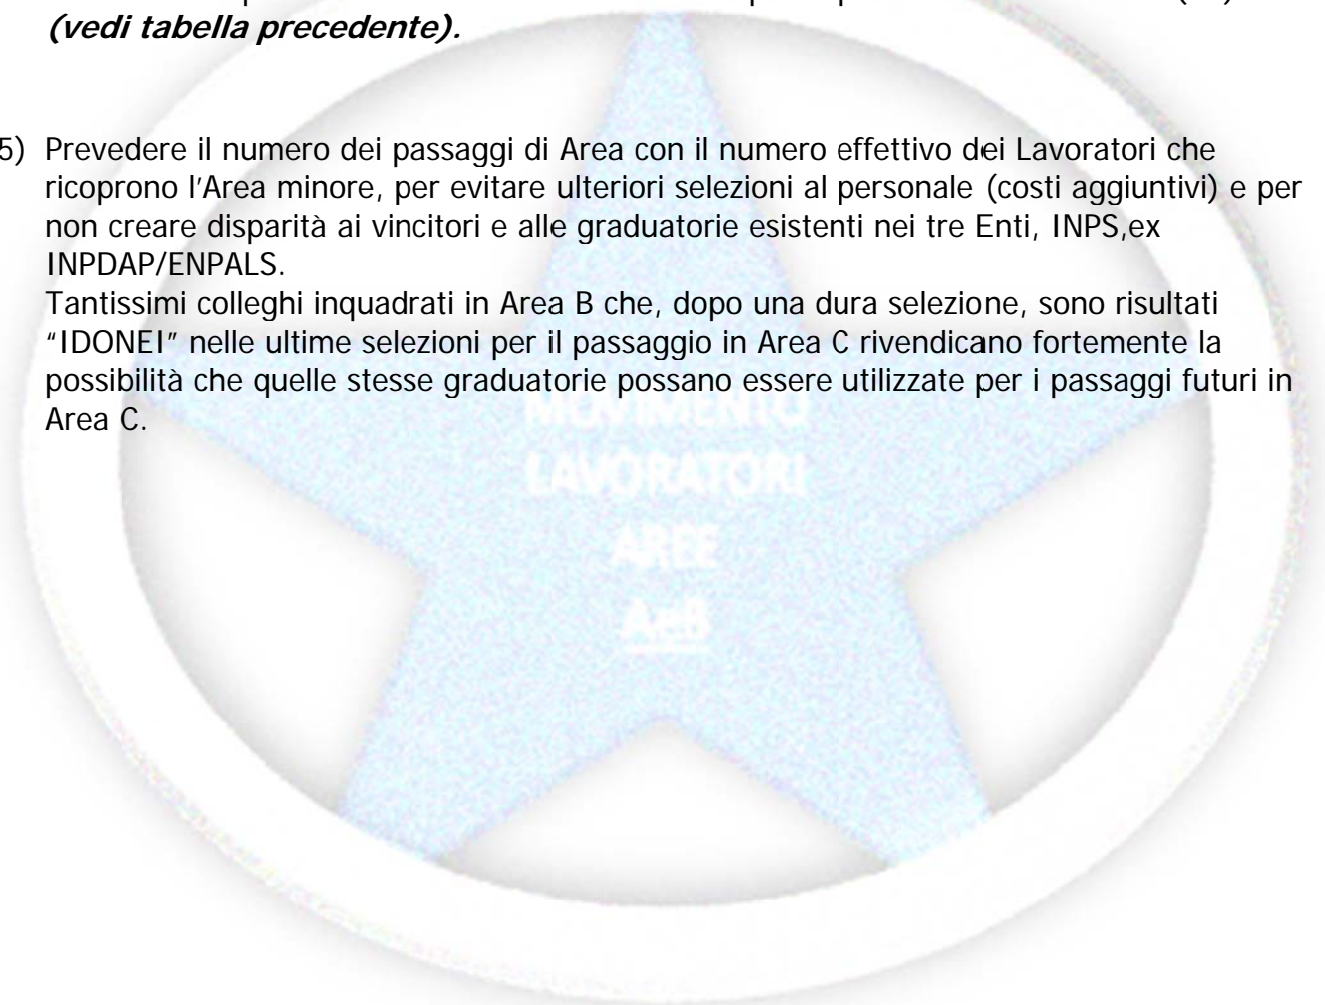 (vedi tabella precedente).
5) Prevedere il numero dei passaggi di Area con il numero effettivo dei Lavoratori che
ricoprono l'Area minore, per evitare ulteriori selezioni al personale (costi aggiuntivi) e per
non creare disparità ai vincitori e alle graduatorie esistenti nei tre Enti, INPS,ex
INPDAP/ENPALS.
Tantissimi colleghi inquadrati in Area B che, dopo una dura selezione, sono risultati
“IDONEI” nelle ultime selezioni per il passaggio in Area C rivendicano fortemente la
possibilità che quelle stesse graduatorie possano essere utilizzate per i passaggi futuri in
Area C.
MOVIMENTO
LAVORATORI
AREE
AeB